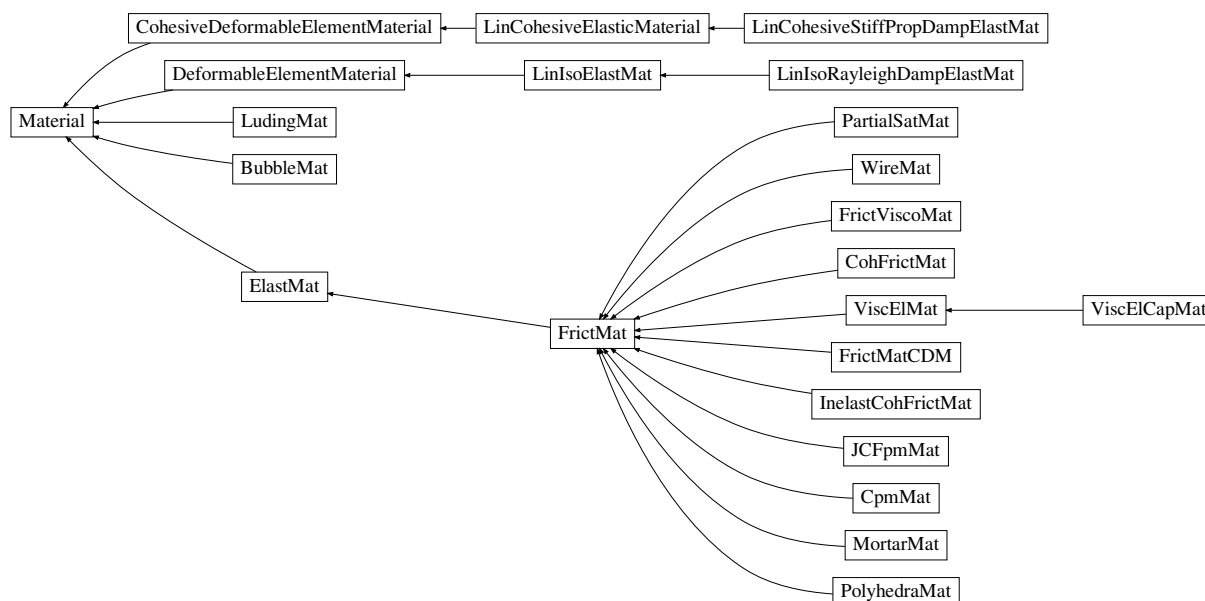 CohesiveDeformableElementMaterial
LinCohesiveElasticMaterial
LinCohesiveStiffPropDampElastMat
DeformableElementMaterial
LinIsoElastMat
LinIsoRayleighDampElastMat
Material
LudingMat
PartialSatMat
BubbleMat
WireMat
FrictViscoMat
CohFrictMat
ElastMat
ViscElMat
ViscElCapMat
FrictMat
FrictMatCDM
InelastCohFrictMat
JCFpmMat
CpmMat
MortarMat
PolyhedraMat